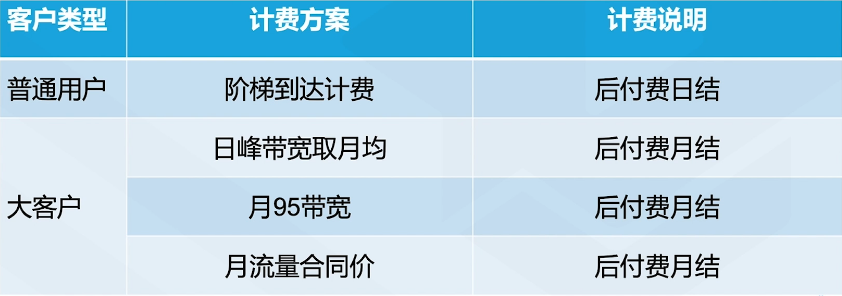 客户类型 计费方案 计费说明
普通用户 阶梯到达计费 后付费日结
日峰带宽取月均 后付费月结
大客户 月95带宽 后付费月结
月流量合同价 后付费月结